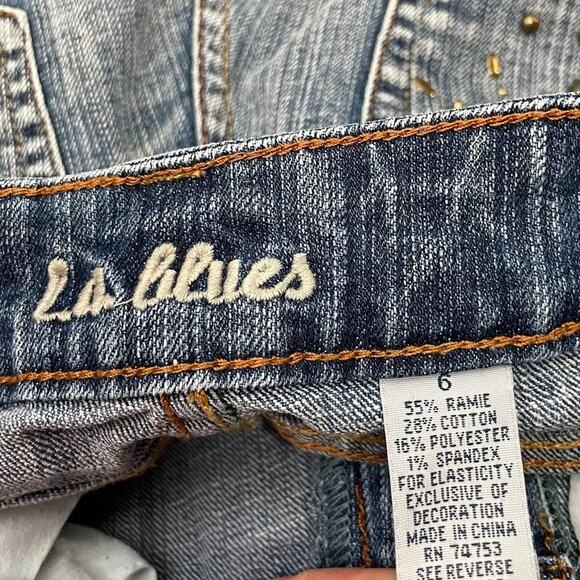 La blues
6
55% RAMIE
28% COTTON
16% POLYESTER
1% SPANDEX
FOR ELASTICITY
EXCLUSIVE OF
DECORATION
MADE IN CHINA
RN 74753
SEE REVERSE